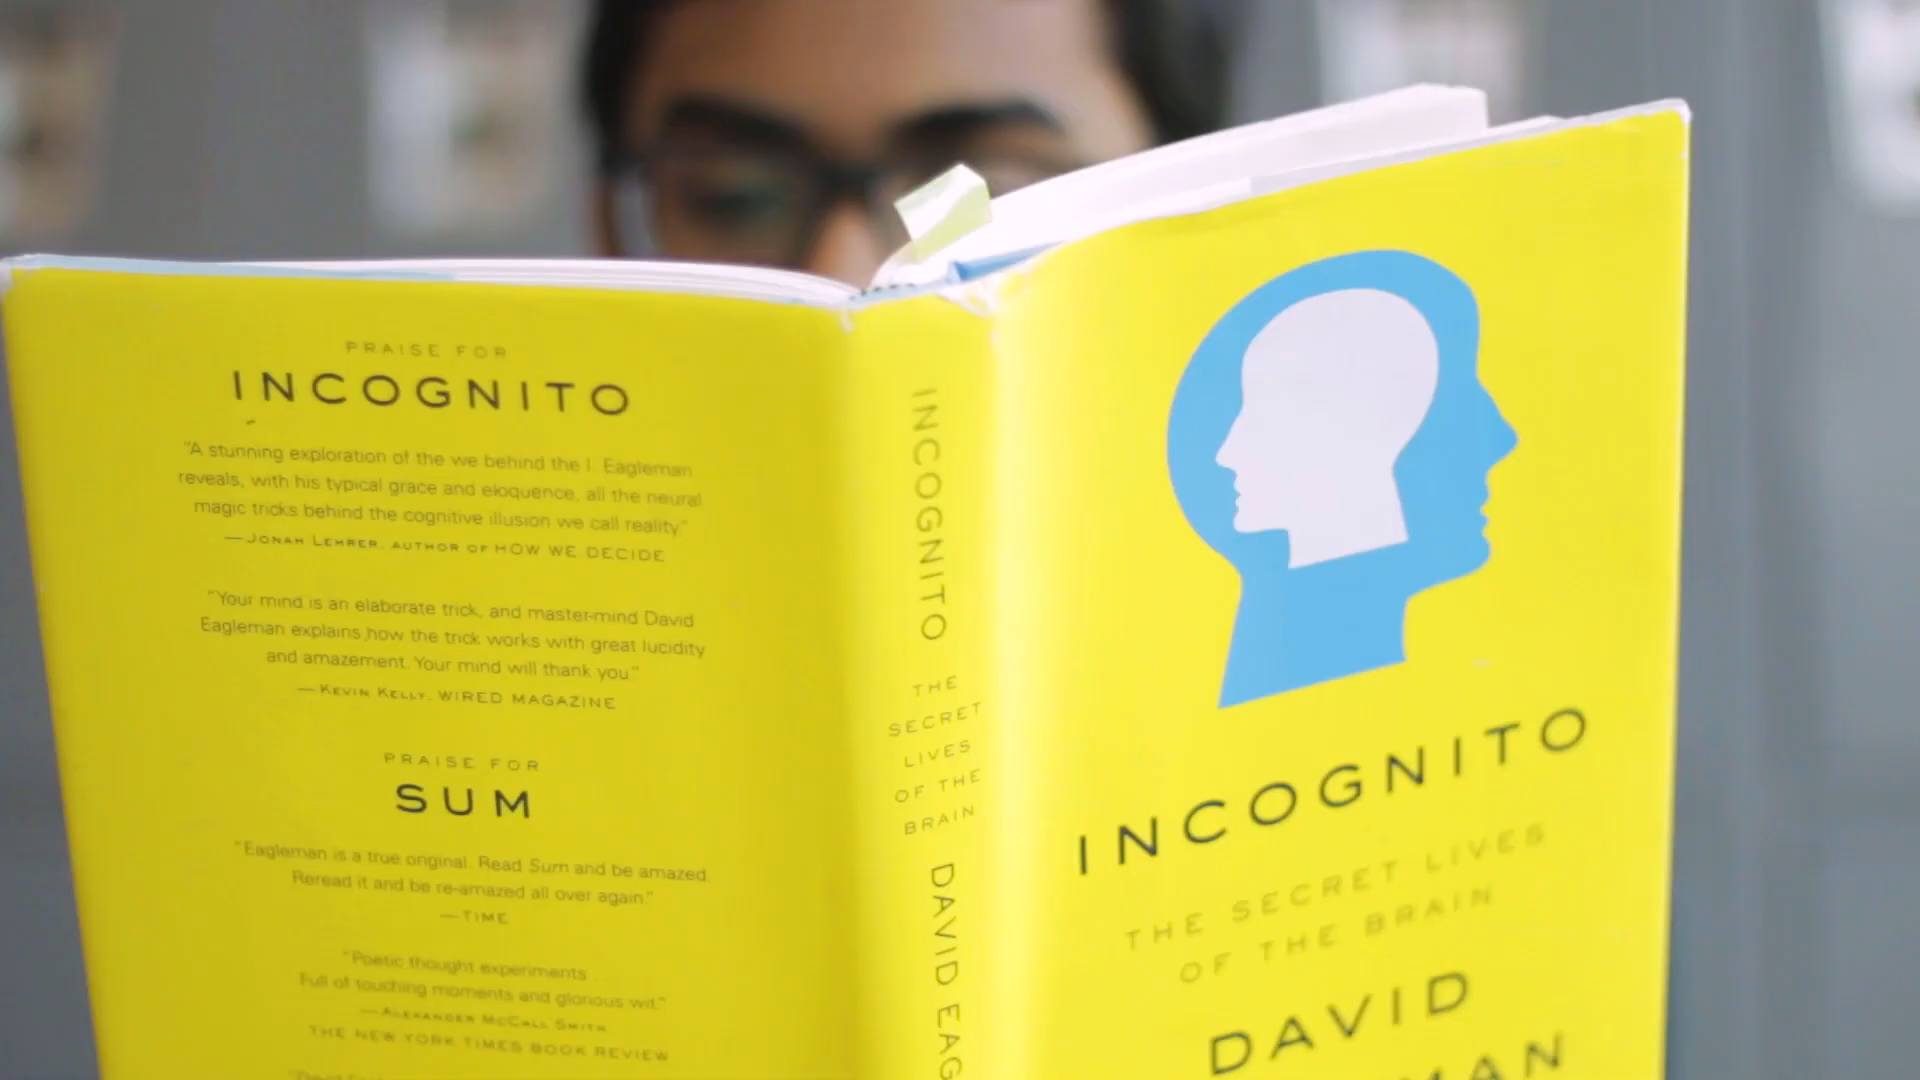 PRAISE FOR
INCOGNITO
"A stunning exploration of the we behind the I. Eagleman
reveals, with his typical grace and eloquence, all the neural
magic tricks behind the cognitive illusion we call reality."
—JONAH LEHRER, AUTHOR OF HOW WE DECIDE
"Your mind is an elaborate trick, and master-mind David
Eagleman explains how the trick works with great lucidity
and amazement. Your mind will thank you"
—KEVIN KELLY, WIRED MAGAZINE
PRAISE FOR
SUM
"Eagleman is a true original. Read Sum and be amazed.
Reread it and be re-amazed all over again."
—TIME
"Poetic thought experiments . . .
Full of touching moments and glorious wit."
—ALEXANDER MCCALL SMITH
THE NEW YORK TIMES BOOK REVIEW
INCOGNITO
THE
SECRET
LIVES
OF THE
BRAIN
DAVID EAG
INCOGNITO
THE SECRET LIVES
OF THE BRAIN
DAVID
MAN